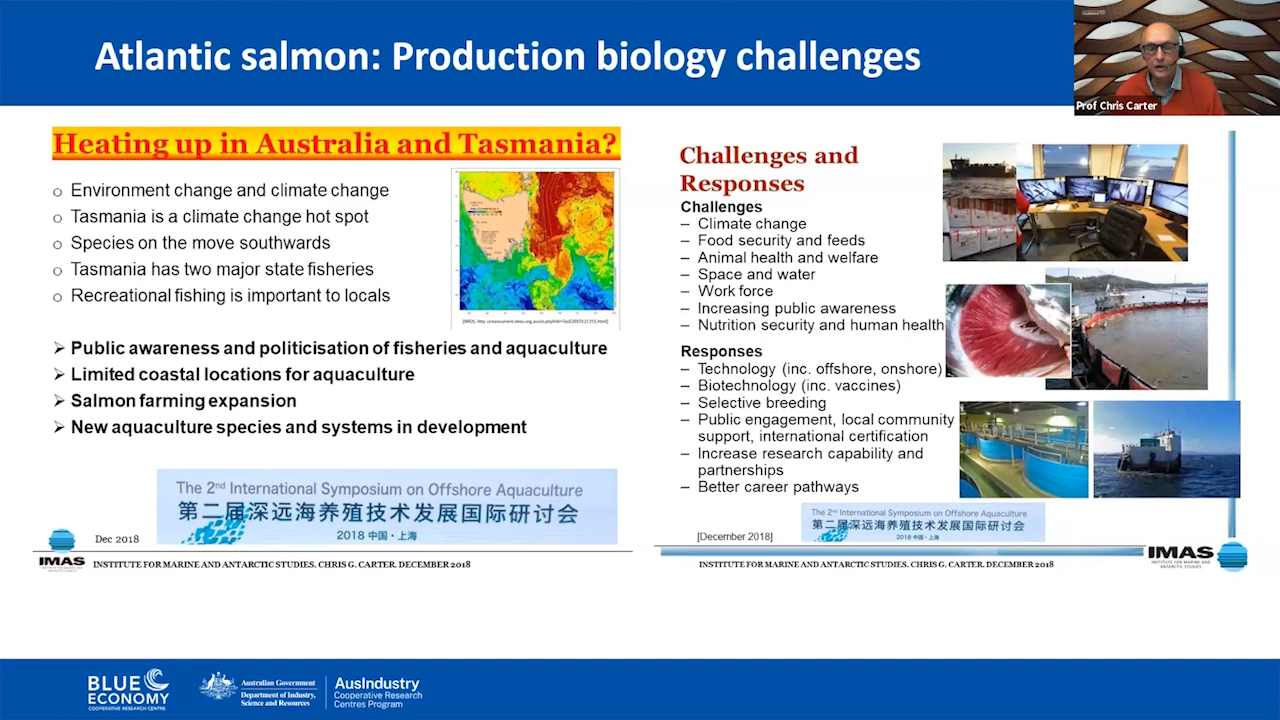 Atlantic salmon: Production biology challenges
Prof Chris Carter
Heating up in Australia and Tasmania?
o Environment change and climate change
o Tasmania is a climate change hot spot
o Species on the move southwards
o Tasmania has two major state fisheries
o Recreational fishing is important to locals
➢ Public awareness and politicisation of fisheries and aquaculture
➢ Limited coastal locations for aquaculture
➢ Salmon farming expansion
➢ New aquaculture species and systems in development
The 2nd International Symposium on Offshore Aquaculture
第二届深远海养殖技术发展国际研讨会
2018 中国·上海
Dec 2018
IMAS
INSTITUTE FOR MARINE AND ANTARCTIC STUDIES. CHRIS G. CARTER. DECEMBER 2018
Challenges and
Responses
Challenges
– Climate change
– Food security and feeds
– Animal health and welfare
– Space and water
– Work force
– Increasing public awareness
– Nutrition security and human health
Responses
– Technology (inc. offshore, onshore)
– Biotechnology (inc. vaccines)
– Selective breeding
– Public engagement, local community
support, international certification
– Increase research capability and
partnerships
– Better career pathways
The 2nd International Symposium on Offshore Aquaculture
第二届深远海养殖技术发展国际研讨会
2018 中国·上海
[December 2018]
INSTITUTE FOR MARINE AND ANTARCTIC STUDIES. CHRIS G. CARTER. DECEMBER 2018
IMAS
INSTITUTE FOR MARINE AND
ANTARCTIC STUDIES
BLUE
ECONOMY
COOPERATIVE RESEARCH CENTRE
Australian Government
Department of Industry,
Science and Resources
AusIndustry
Cooperative Research
Centres Program